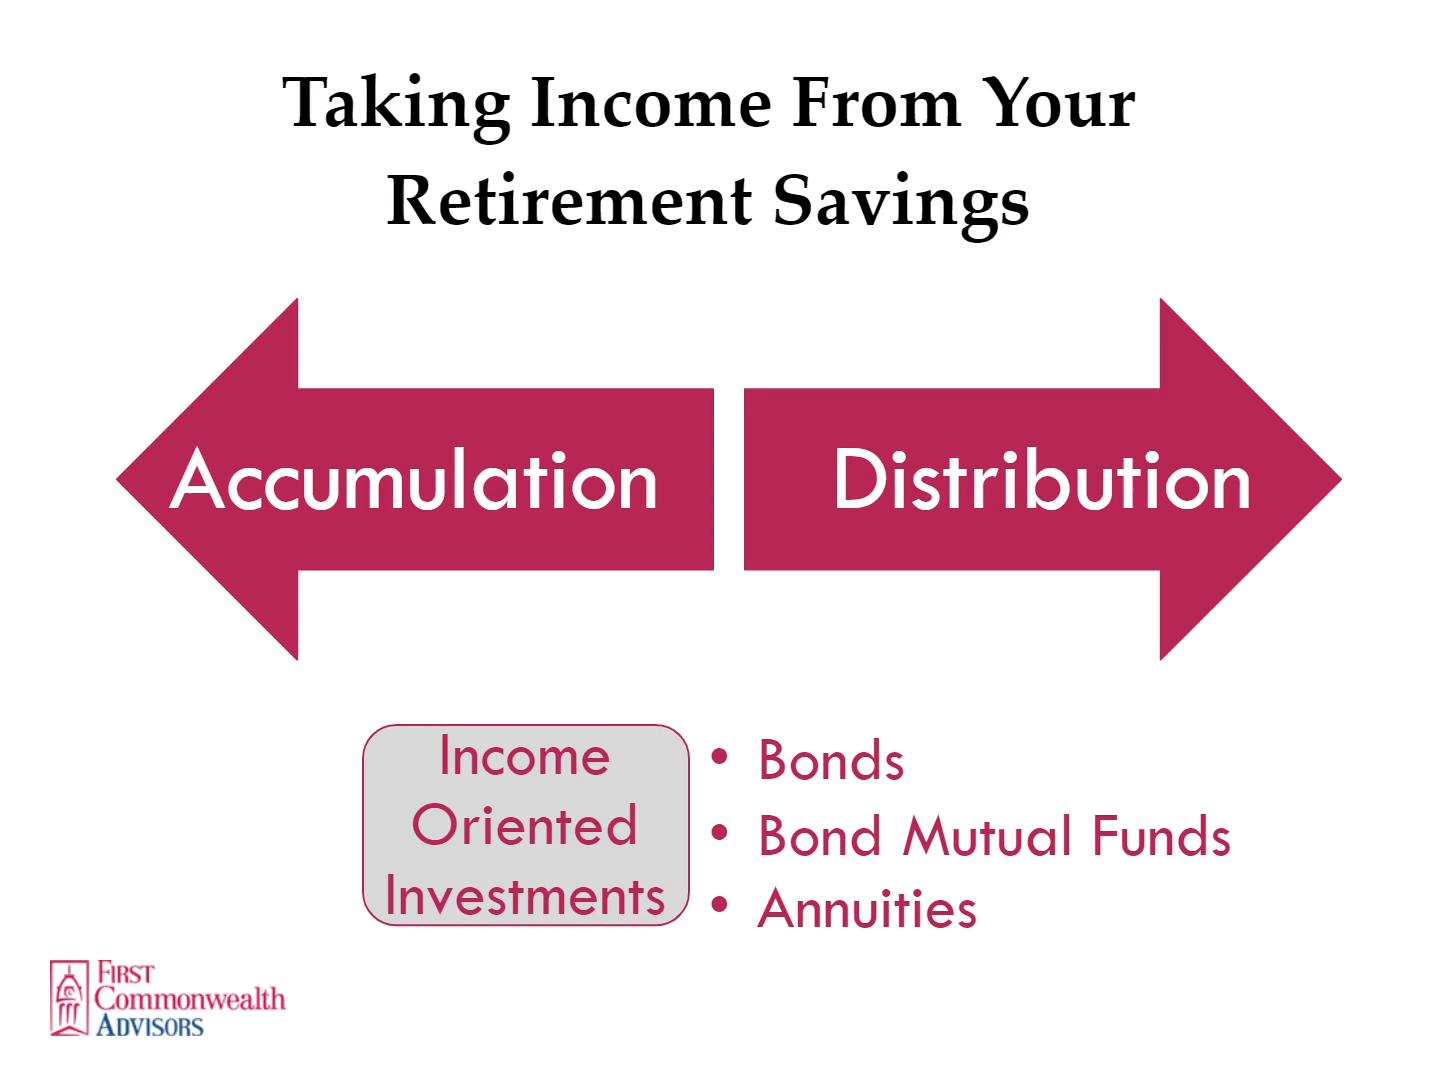 Taking Income From Your
Retirement Savings
Accumulation
Distribution
Income
Oriented
Investments
• Bonds
• Bond Mutual Funds
• Annuities
First
Commonwealth
Advisors